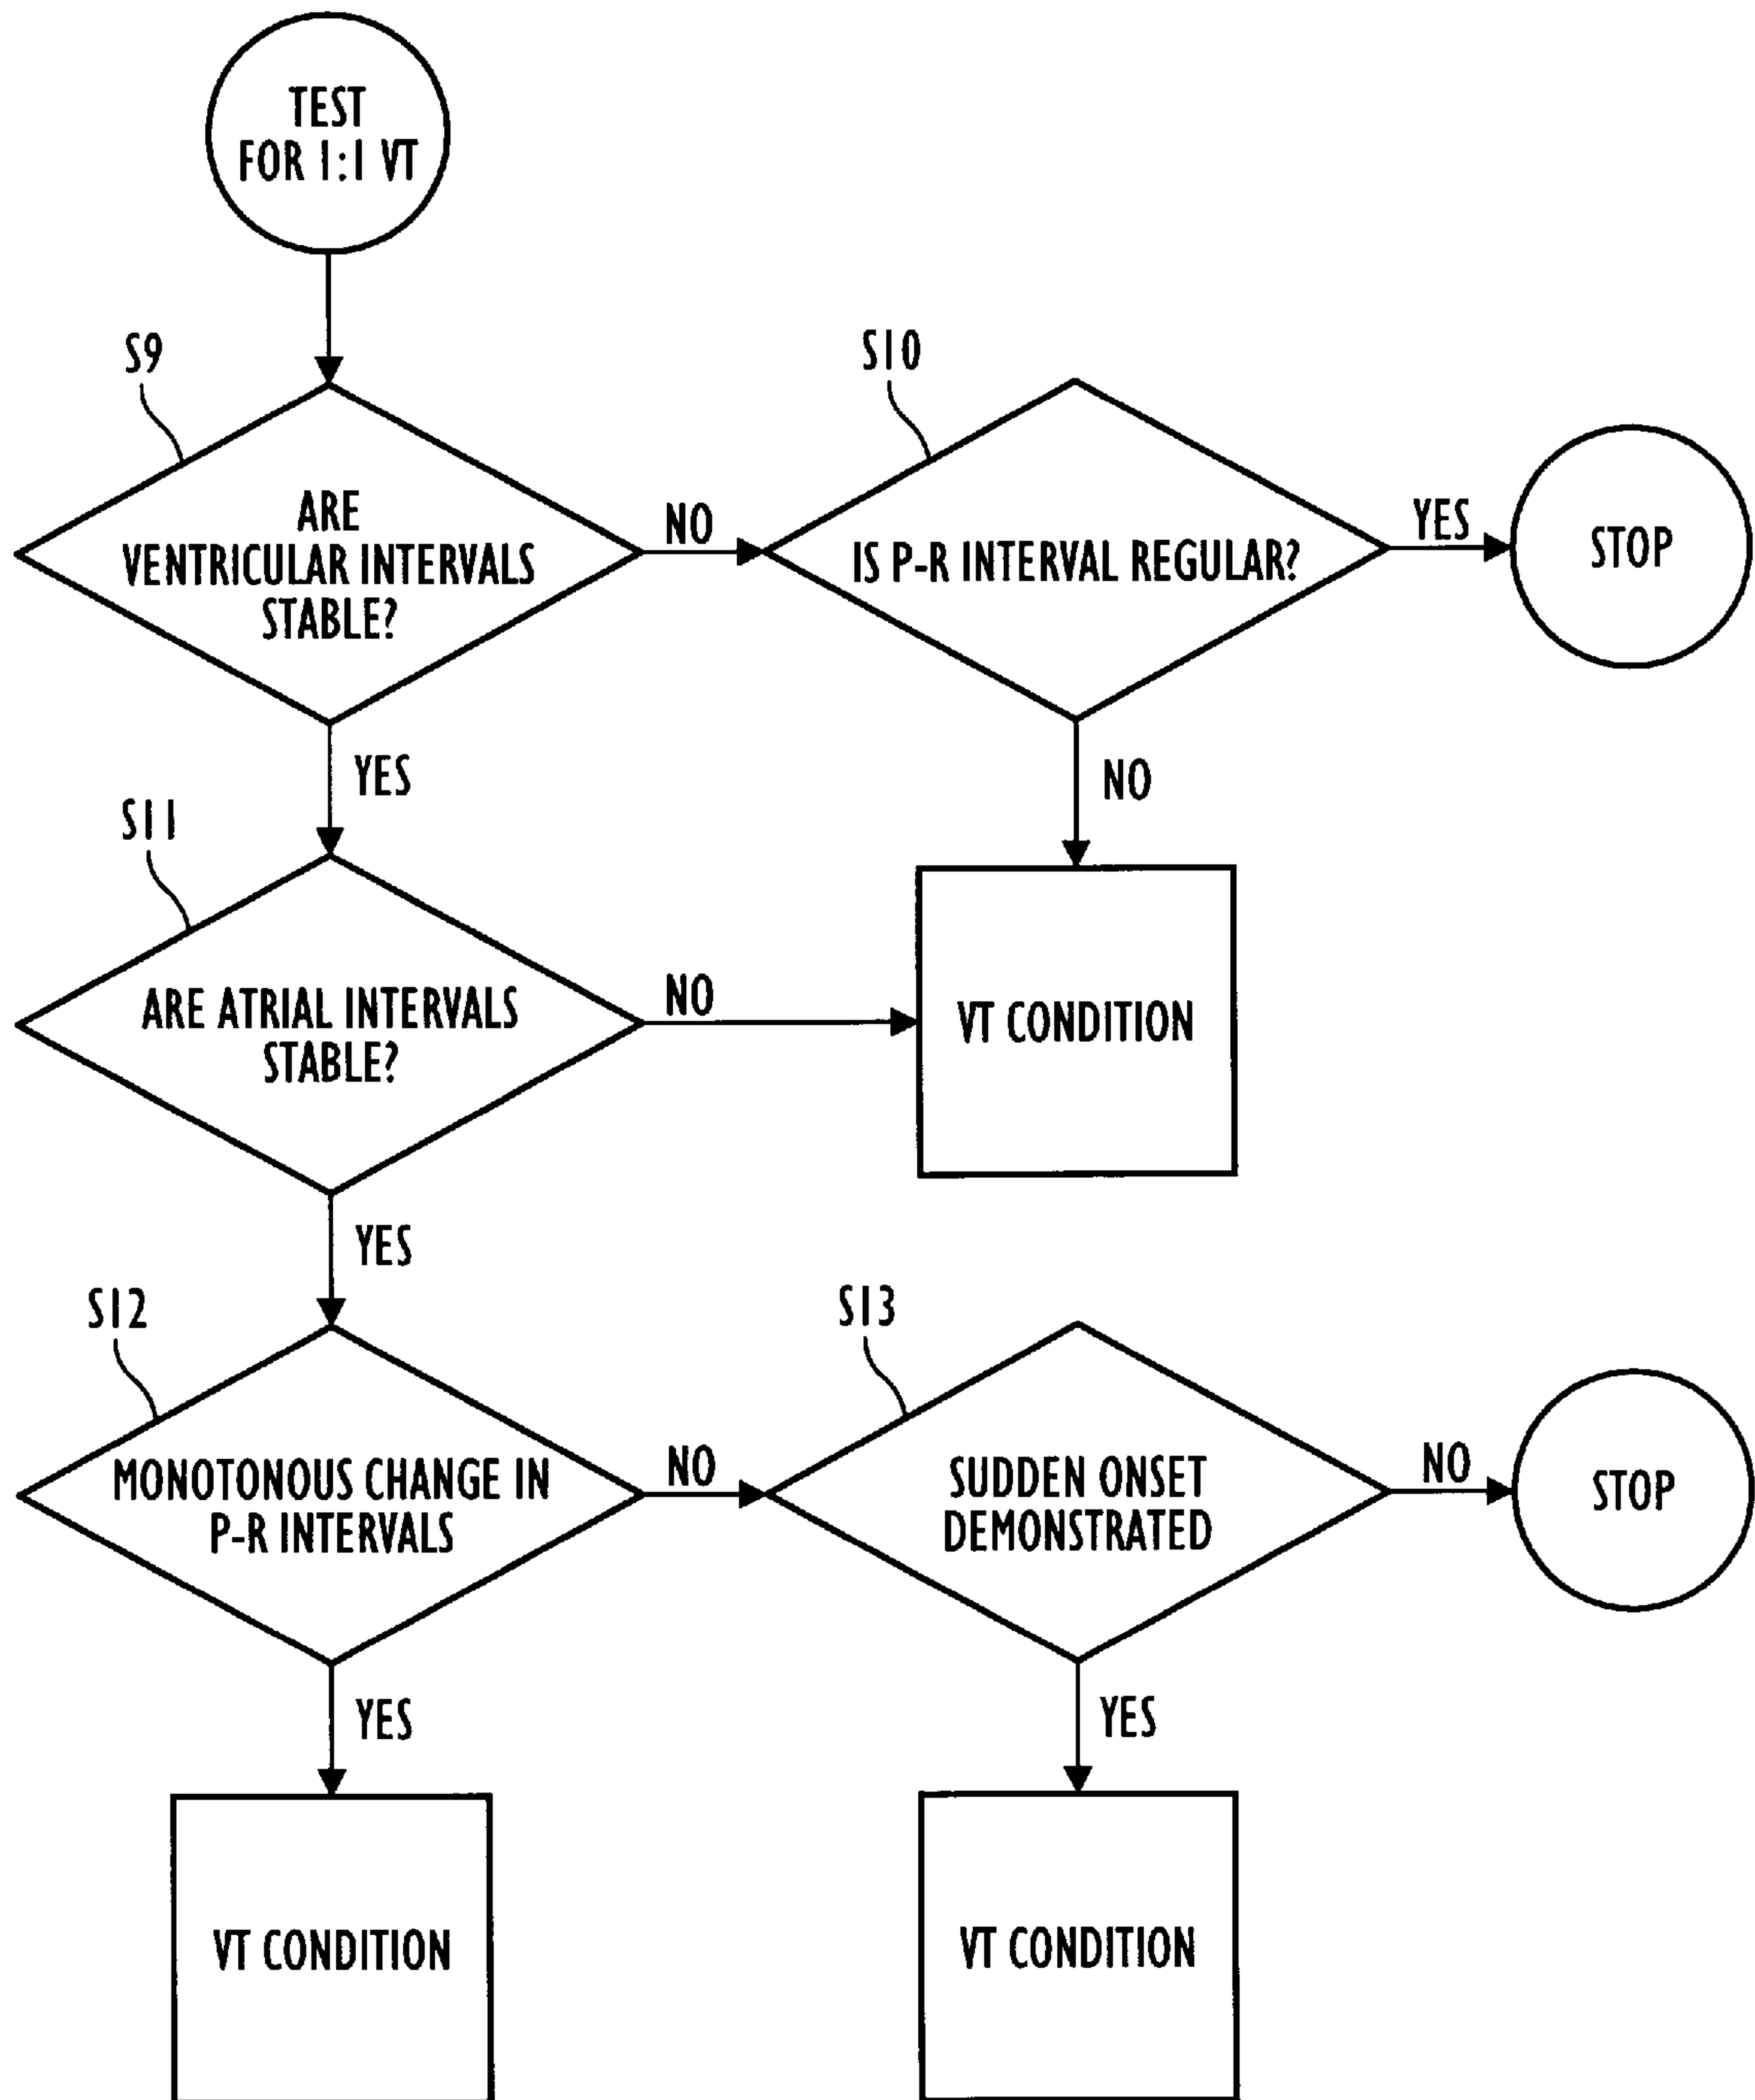 TEST
FOR 1:1 VT
S9
ARE
VENTRICULAR INTERVALS
STABLE?
NO
S10
IS P-R INTERVAL REGULAR?
YES
STOP
YES
NO
S11
ARE ATRIAL INTERVALS
STABLE?
NO
VT CONDITION
YES
S12
MONOTONOUS CHANGE IN
P-R INTERVALS
NO
S13
SUDDEN ONSET
DEMONSTRATED
NO
STOP
YES
YES
VT CONDITION
VT CONDITION